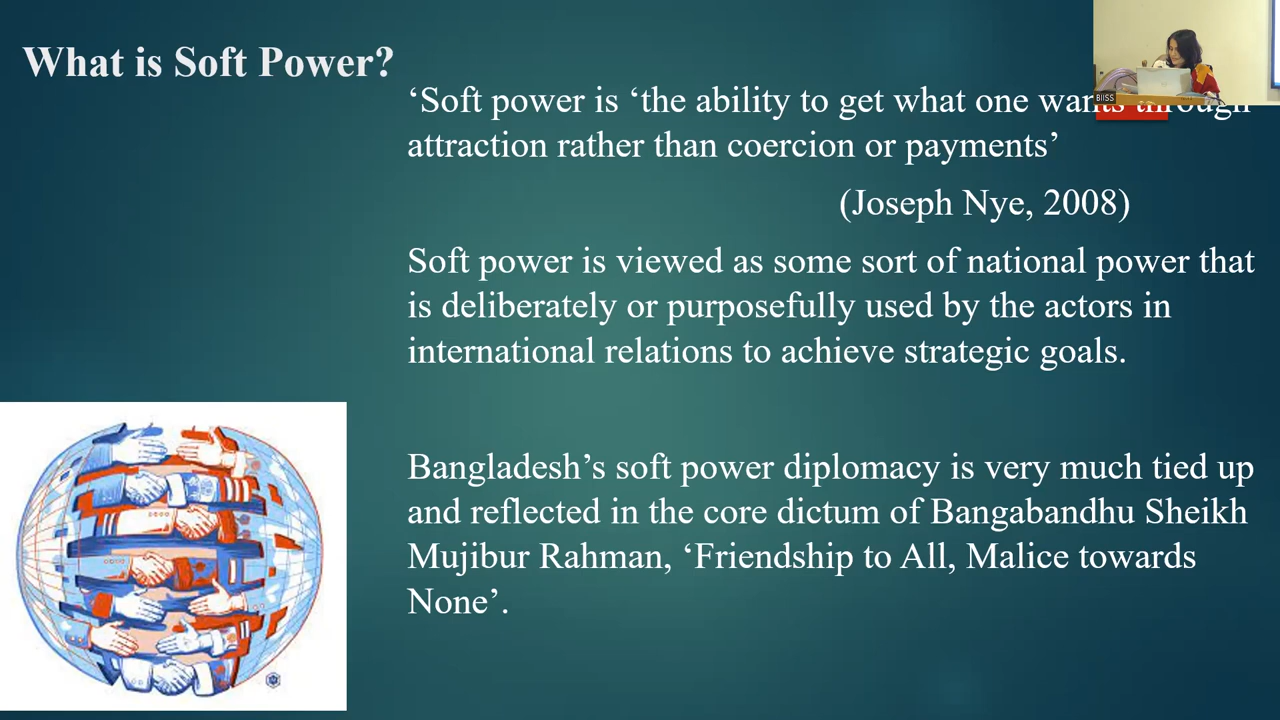 What is Soft Power?
‘Soft power is ‘the ability to get what one wants through
attraction rather than coercion or payments’
(Joseph Nye, 2008)
Soft power is viewed as some sort of national power that
is deliberately or purposefully used by the actors in
international relations to achieve strategic goals.
Bangladesh’s soft power diplomacy is very much tied up
and reflected in the core dictum of Bangabandhu Sheikh
Mujibur Rahman, ‘Friendship to All, Malice towards
None’.
BIISS